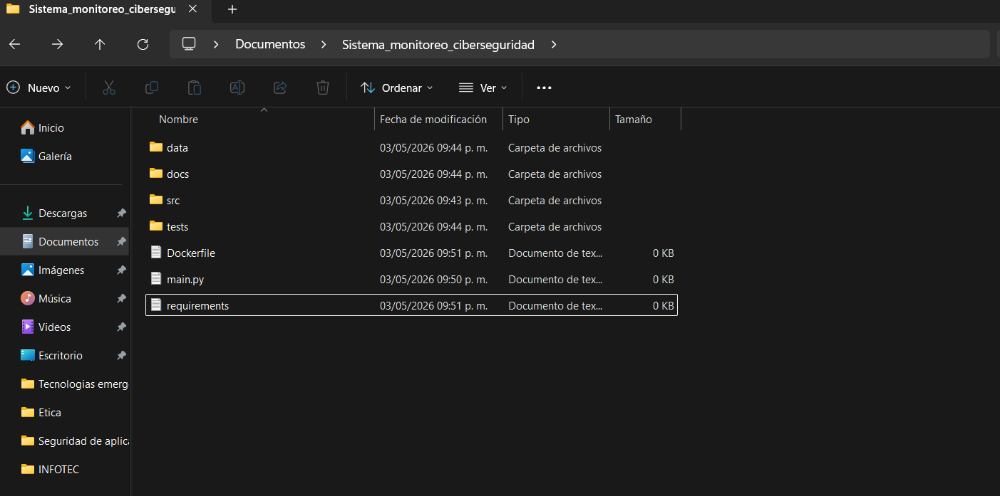 Sistema_monitoreo_cibersegu
Documentos Sistema_monitoreo_ciberseguridad
Nuevo Ordenar Ver
Nombre Fecha de modificación Tipo Tamaño
Inicio
Galería
Descargas
Documentos
Imágenes
Música
Videos
Escritorio
Tecnologias emerg
Etica
Seguridad de aplica
INFOTEC
data 03/05/2026 09:44 p. m. Carpeta de archivos
docs 03/05/2026 09:44 p. m. Carpeta de archivos
src 03/05/2026 09:43 p. m. Carpeta de archivos
tests 03/05/2026 09:44 p. m. Carpeta de archivos
Dockerfile 03/05/2026 09:51 p. m. Documento de tex... 0 KB
main.py 03/05/2026 09:50 p. m. Documento de tex... 0 KB
requirements 03/05/2026 09:51 p. m. Documento de tex... 0 KB